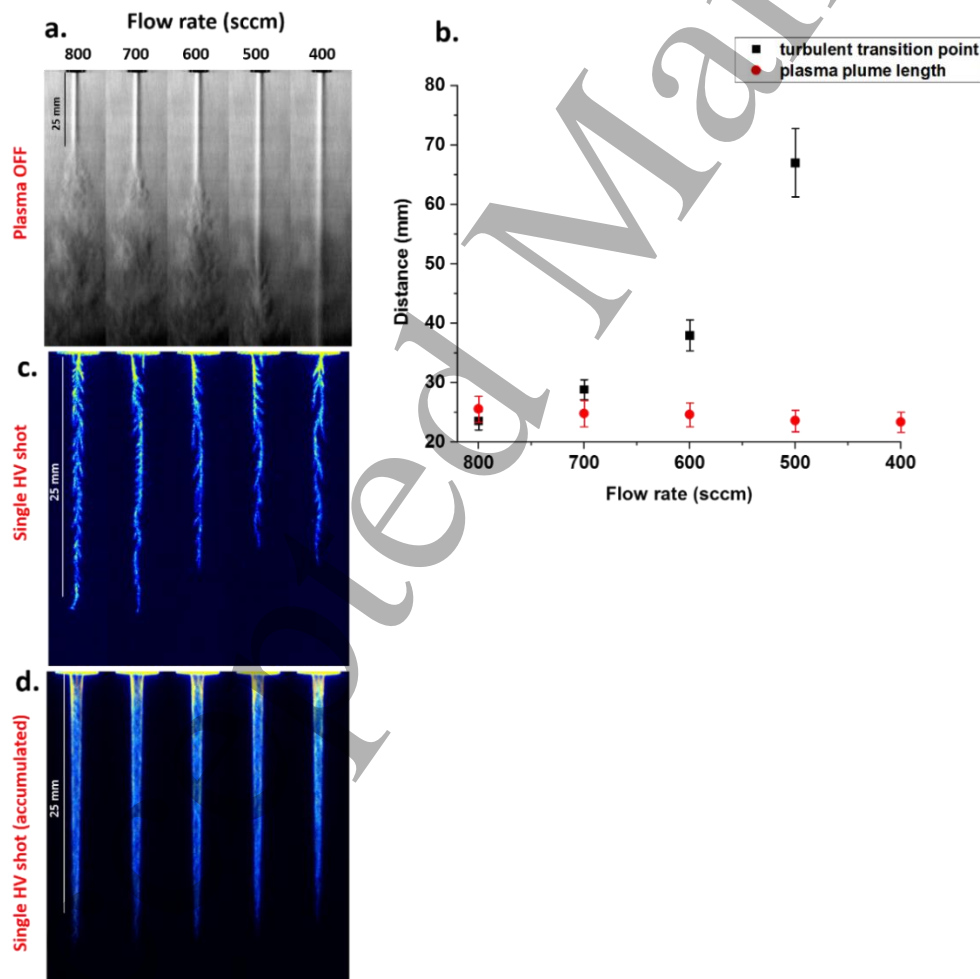 a.
Flow rate (sccm)
800 700 600 500 400
25 mm
Plasma OFF
b.
turbulent transition point
plasma plume length
80
70
60
50
40
30
20
Distance (mm)
800 700 600 500 400
Flow rate (sccm)
c.
25 mm
Single HV shot
d.
25 mm
Single HV shot (accumulated)
pted Man